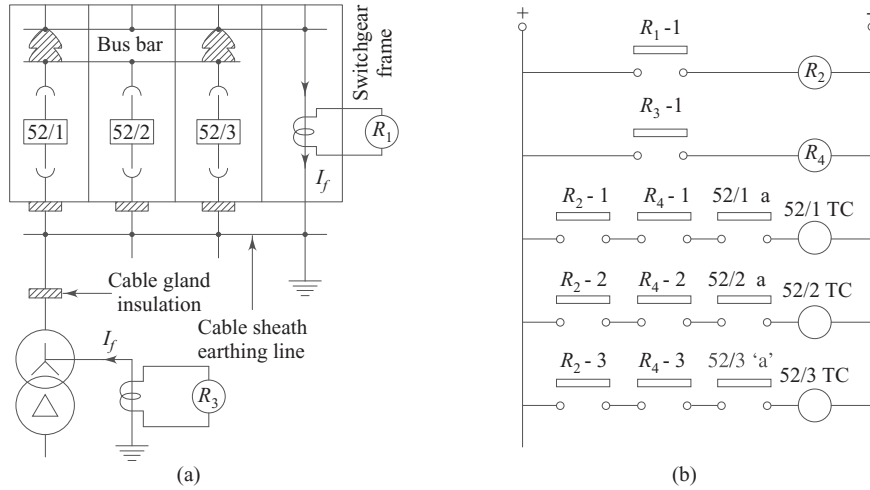 Bus bar
Switchgear
frame
52/1
52/2
52/3
R₁
I_f
Cable gland
insulation
Cable sheath
earthing line
I_f
R₃
(a)
+
-
R₁ -1
R₂
R₃ -1
R₄
R₂ - 1 R₄ - 1 52/1 a 52/1 TC
R₂ - 2 R₄ - 2 52/2 a 52/2 TC
R₂ - 3 R₄ - 3 52/3 ‘a’ 52/3 TC
(b)